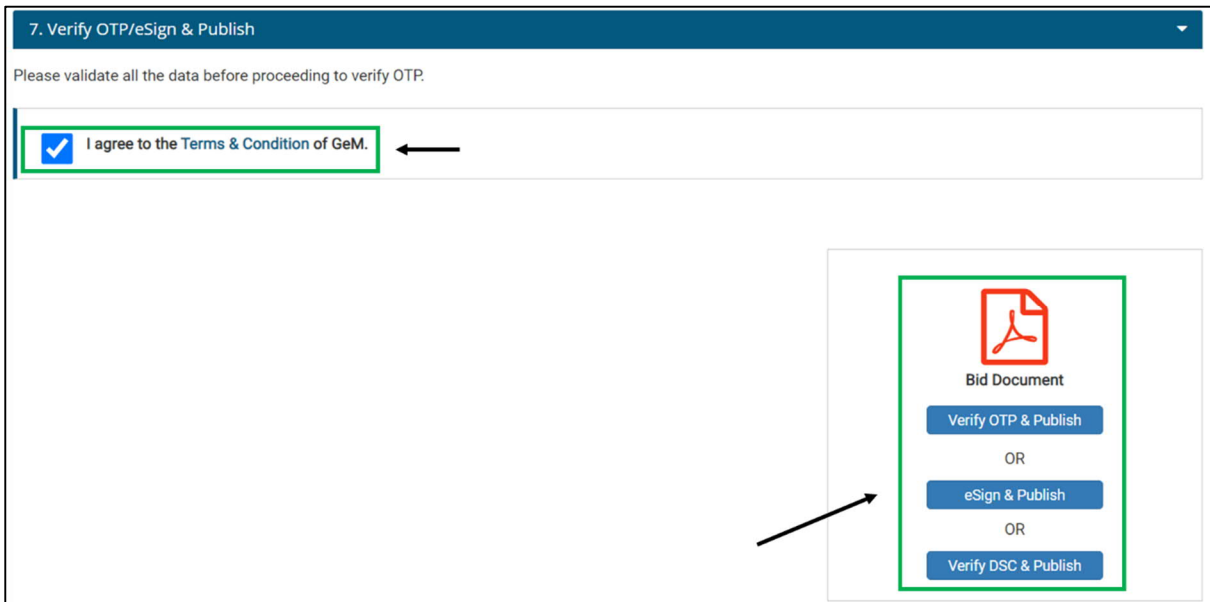 7. Verify OTP/eSign & Publish
Please validate all the data before proceeding to verify OTP.
I agree to the Terms & Condition of GeM.
Bid Document
Verify OTP & Publish
OR
eSign & Publish
OR
Verify DSC & Publish